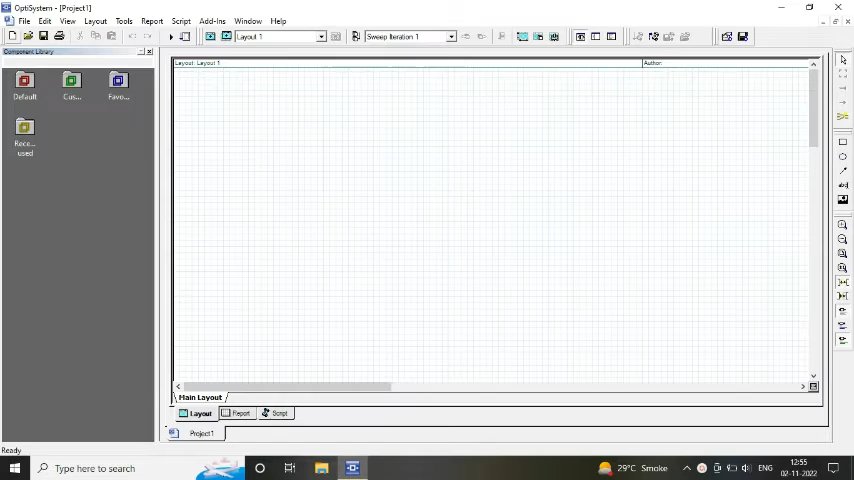 OptiSystem - [Project1]
File Edit View Layout Tools Report Script Add-Ins Window Help
Layout 1
Sweep Iteration 1
Component Library
Layout: Layout 1
Author:
Default
Cus...
Favo...
Rece...
used
Main Layout
Layout
Report
Script
Project1
Ready
Type here to search
29°C Smoke
ENG
12:55
02-11-2022